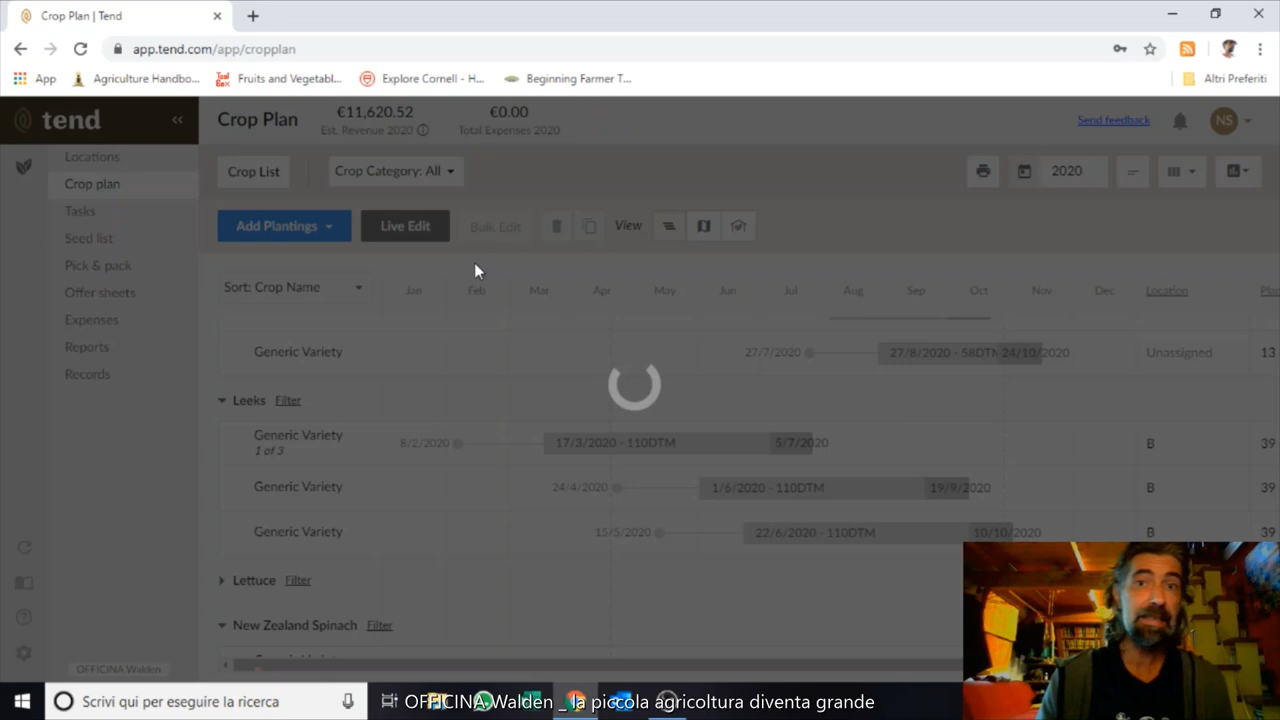 Crop Plan | Tend
app.tend.com/app/cropplan
App
Agriculture Handbo...
Fruits and Vegetabl...
Explore Cornell - H...
Beginning Farmer T...
Altri Preferiti
tend
Crop Plan
€11,620.52
Est. Revenue 2020
€0.00
Total Expenses 2020
Send feedback
NS
Locations
Crop plan
Tasks
Seed list
Pick & pack
Offer sheets
Expenses
Reports
Records
OFFICINA Walden
Crop List
Crop Category: All
2020
Add Plantings
Live Edit
Bulk Edit
View
Sort: Crop Name
Jan Feb Mar Apr May Jun Jul Aug Sep Oct Nov Dec Location
Generic Variety 27/7/2020 27/8/2020 - 58DTM 24/10/2020 Unassigned 13
Leeks Filter
Generic Variety 8/2/2020 17/3/2020 - 110DTM 5/7/2020 B 39
1 of 3
Generic Variety 24/4/2020 1/6/2020 - 110DTM 19/9/2020 B 39
Generic Variety 15/5/2020 22/6/2020 - 110DTM 10/10/2020 B 39
Lettuce Filter
New Zealand Spinach Filter
Scrivi qui per eseguire la ricerca
OFFICINA Walden _ la piccola agricoltura diventa grande